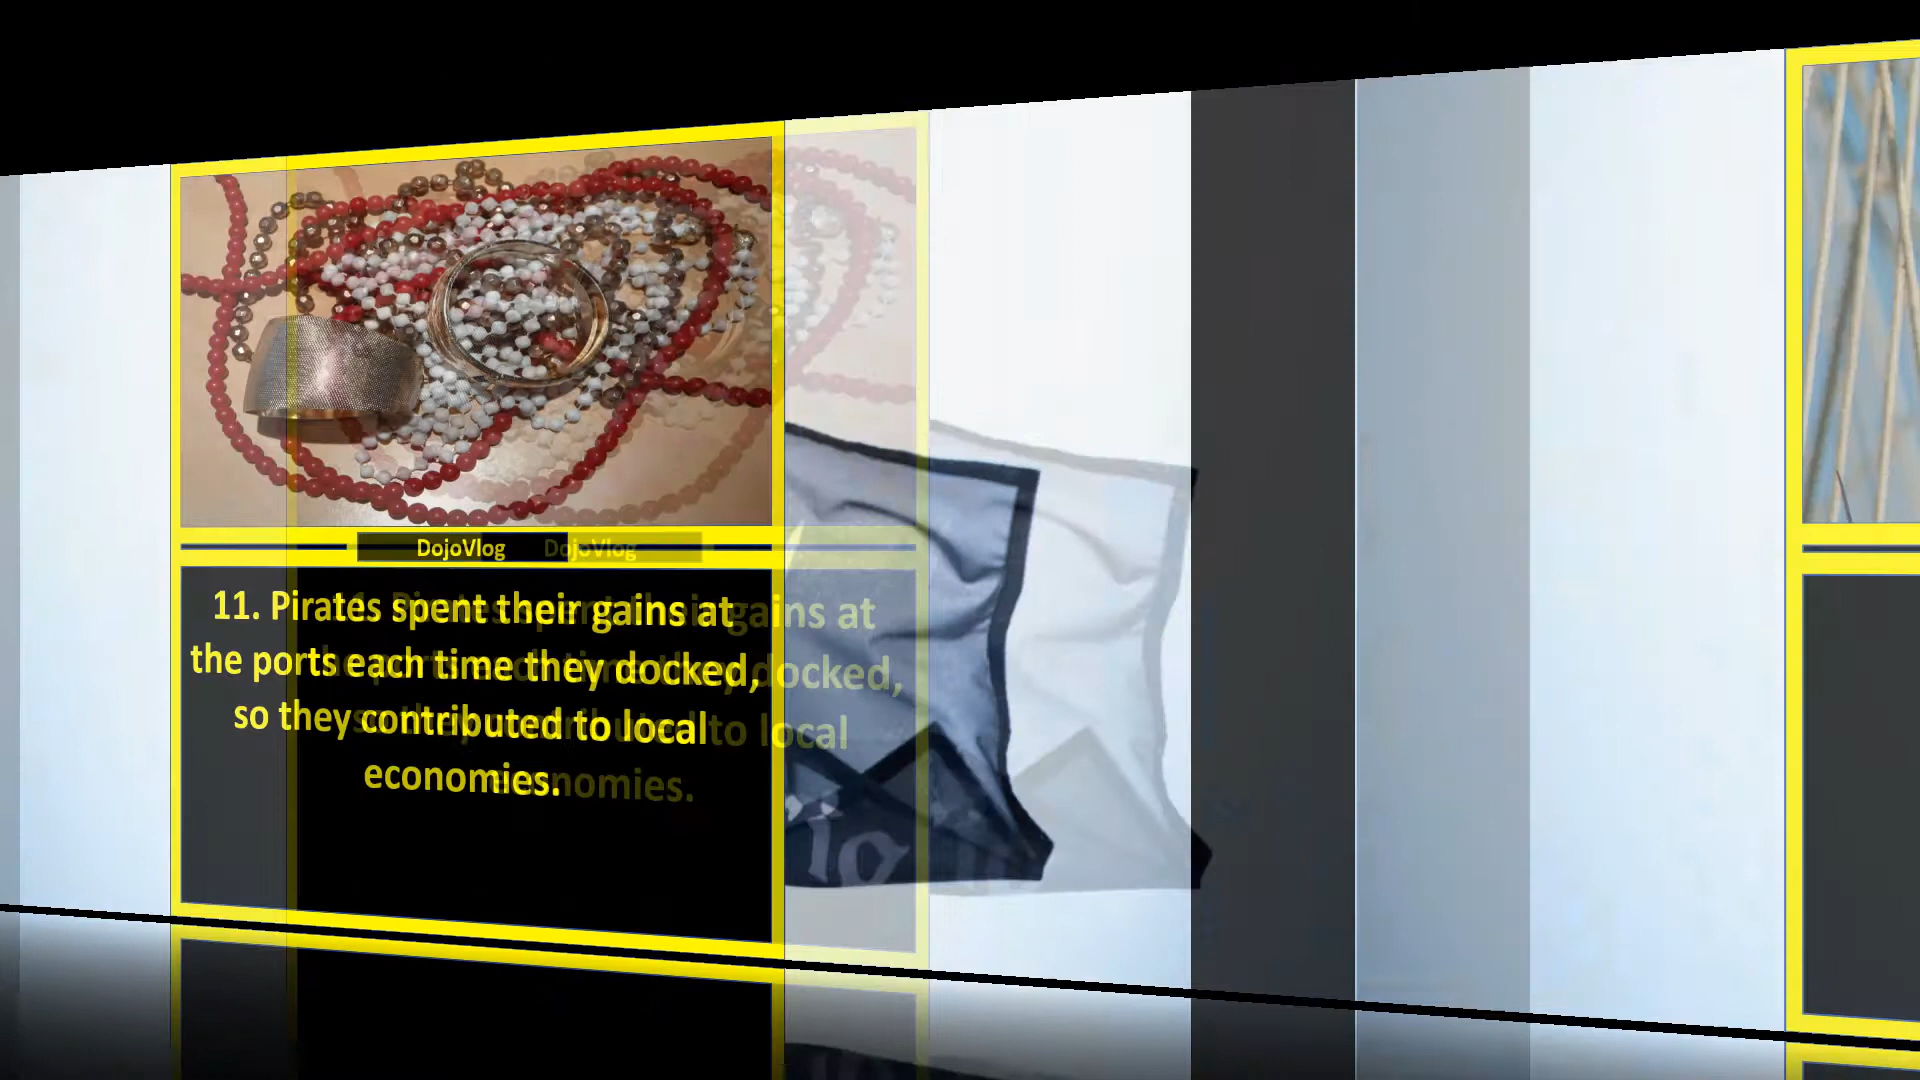 DojoVlog
11. Pirates spent their gains at
the ports each time they docked,
so they contributed to local
economies.